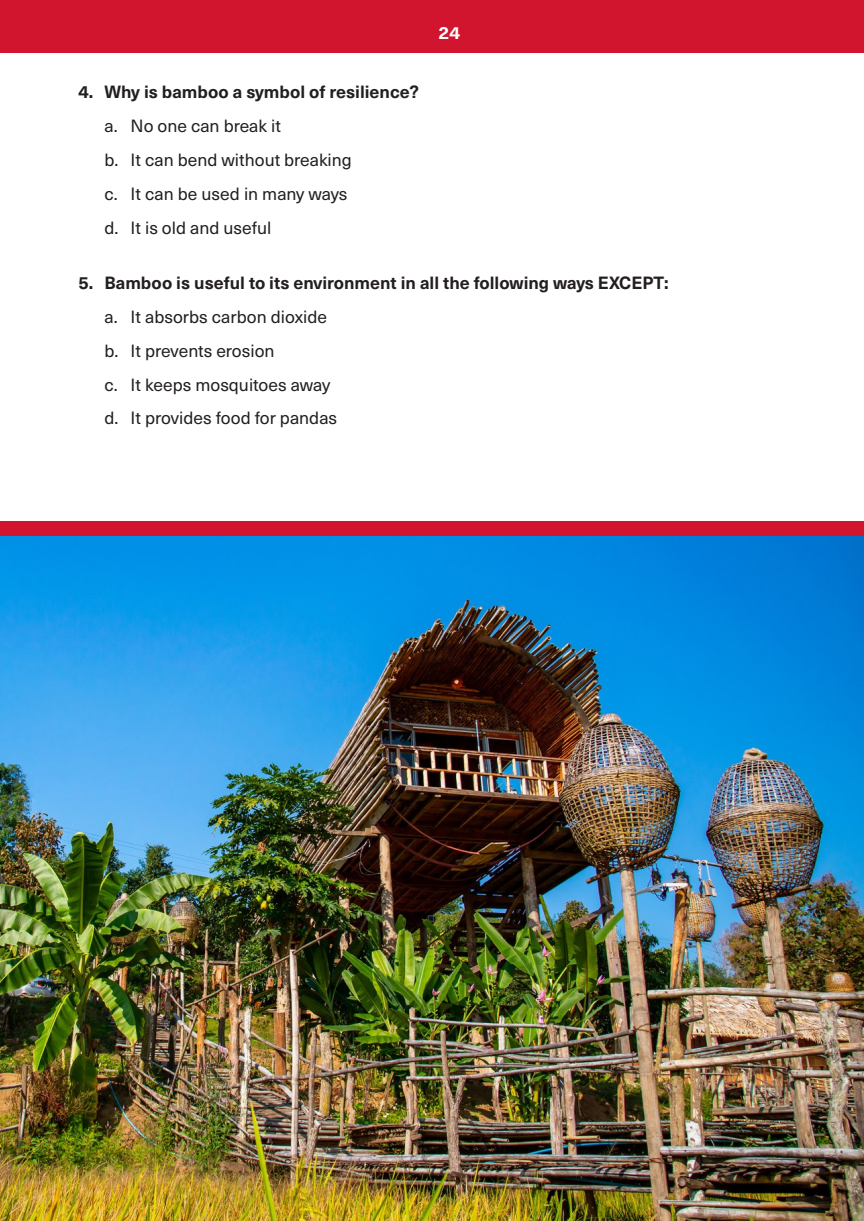 24
4. Why is bamboo a symbol of resilience?
a. No one can break it
b. It can bend without breaking
c. It can be used in many ways
d. It is old and useful
5. Bamboo is useful to its environment in all the following ways EXCEPT:
a. It absorbs carbon dioxide
b. It prevents erosion
c. It keeps mosquitoes away
d. It provides food for pandas